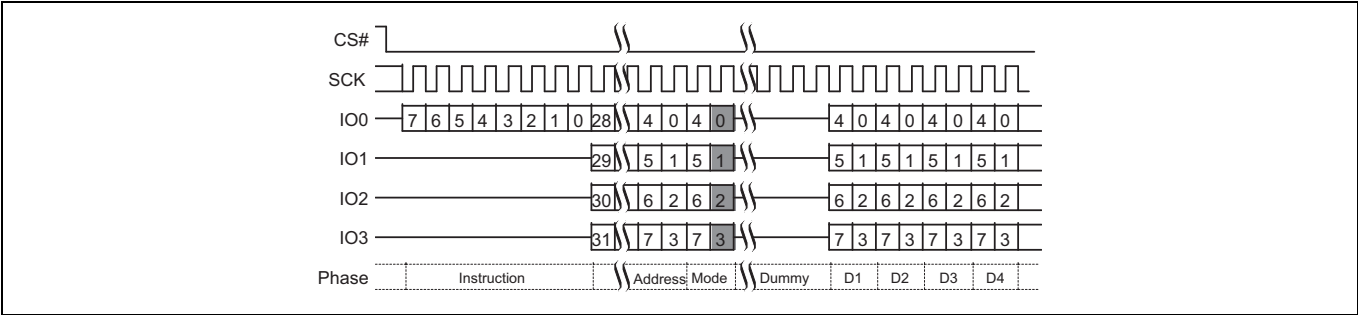 CS#
SCK
IO0 7 6 5 4 3 2 1 0 28 4 0 4 0 4 0 4 0 4 0 4 0
IO1 29 5 1 5 1 5 1 5 1 5 1 5 1
IO2 30 6 2 6 2 6 2 6 2 6 2 6 2
IO3 31 7 3 7 3 7 3 7 3 7 3 7 3
Phase Instruction Address Mode Dummy D1 D2 D3 D4